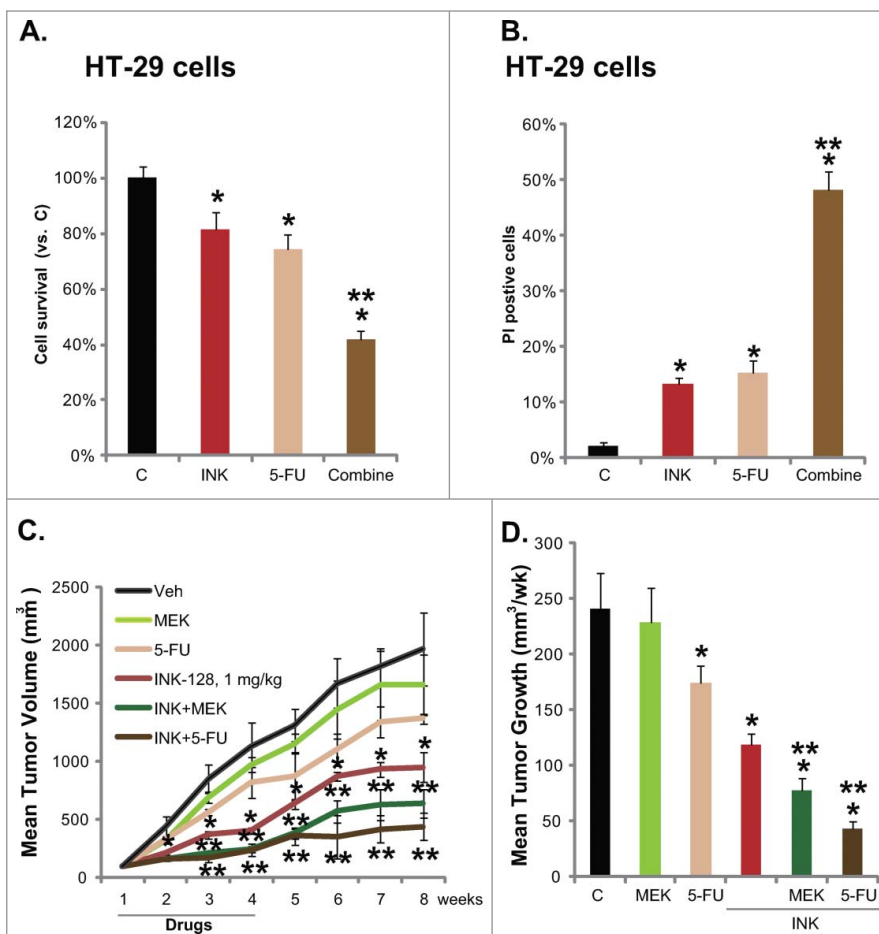 A.
HT-29 cells
Cell survival (vs. C)
120%
100%
80%
60%
40%
20%
0%
*
*
**
*
C INK 5-FU Combine
B.
HT-29 cells
PI postive cells
60%
50%
40%
30%
20%
10%
0%
*
*
**
*
C INK 5-FU Combine
C.
Mean Tumor Volume (mm3)
2500
2000
1500
1000
500
0
Veh
MEK
5-FU
INK-128, 1 mg/kg
INK+MEK
INK+5-FU
* * * * * * *
** ** ** ** ** **
** ** ** ** ** **
1 2 3 4 5 6 7 8 weeks
Drugs
D.
Mean Tumor Growth (mm3/wk)
300
250
200
150
100
50
0
*
*
**
*
**
*
C MEK 5-FU MEK 5-FU
INK